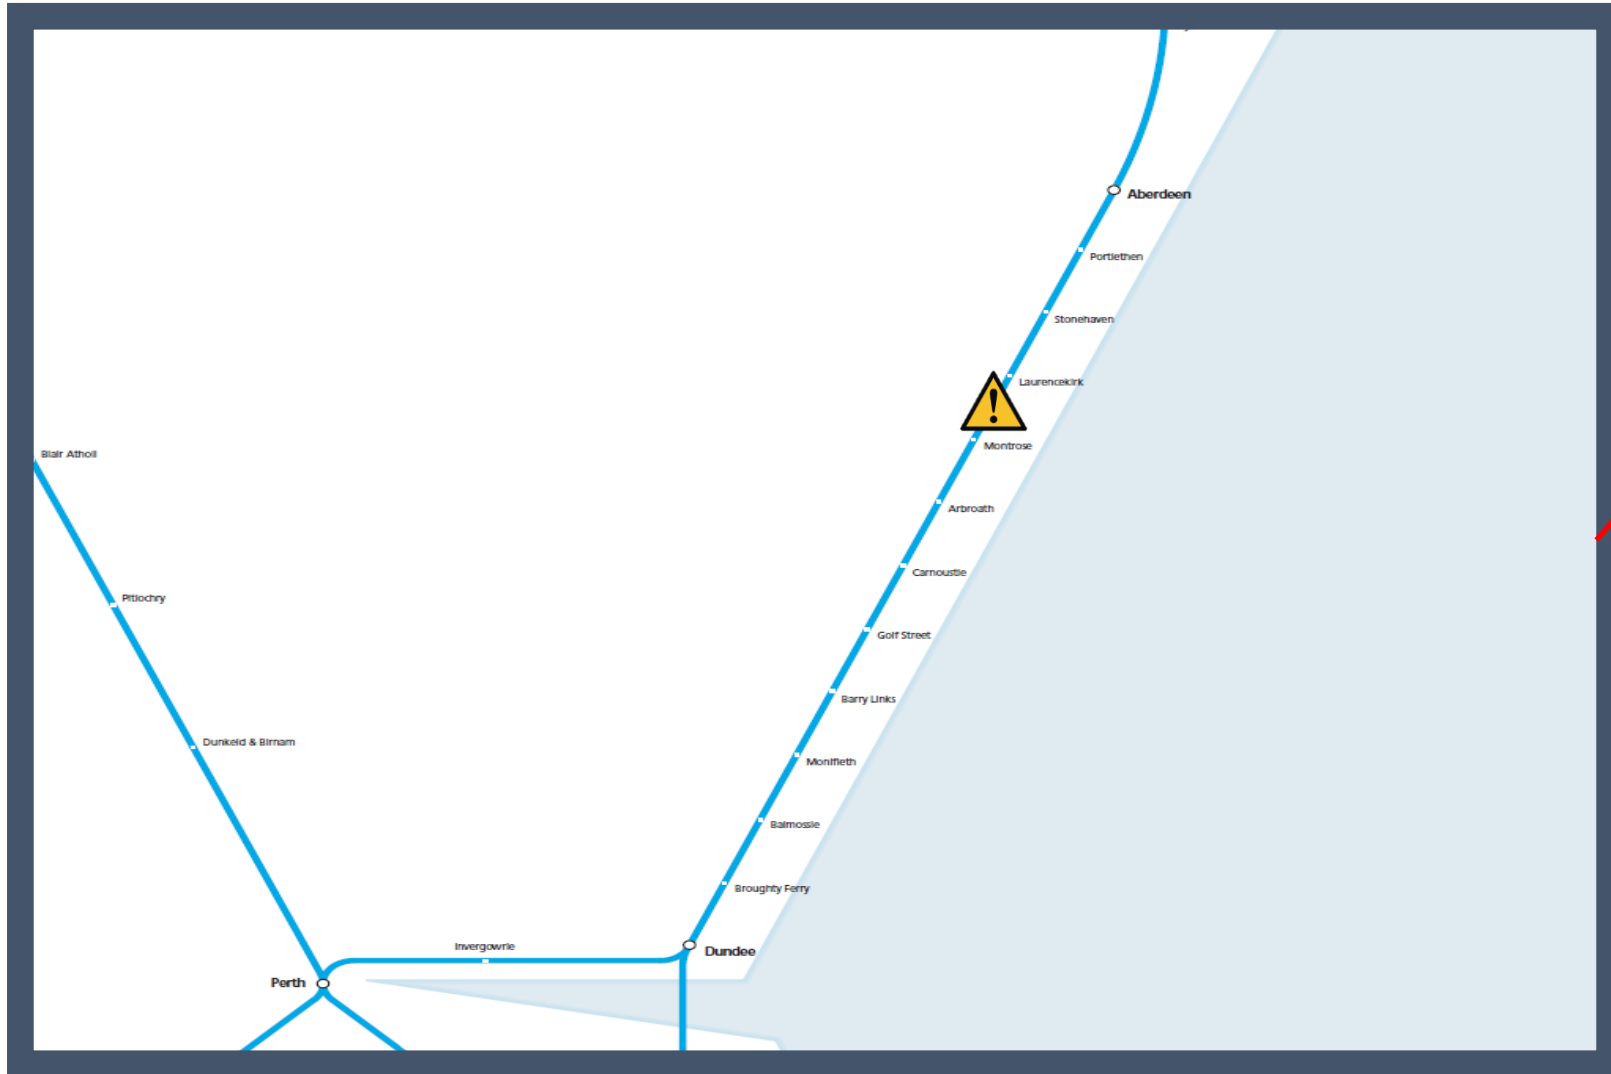 Aberdeen
Portlethen
Stonehaven
Laurencekirk
!
Montrose
Blair Atholl
Arbroath
Carnoustie
Pitlochry
Golf Street
Barry Links
Dunkeld & Birnam
Monifieth
Balmossie
Broughty Ferry
Invergowrie
Dundee
Perth